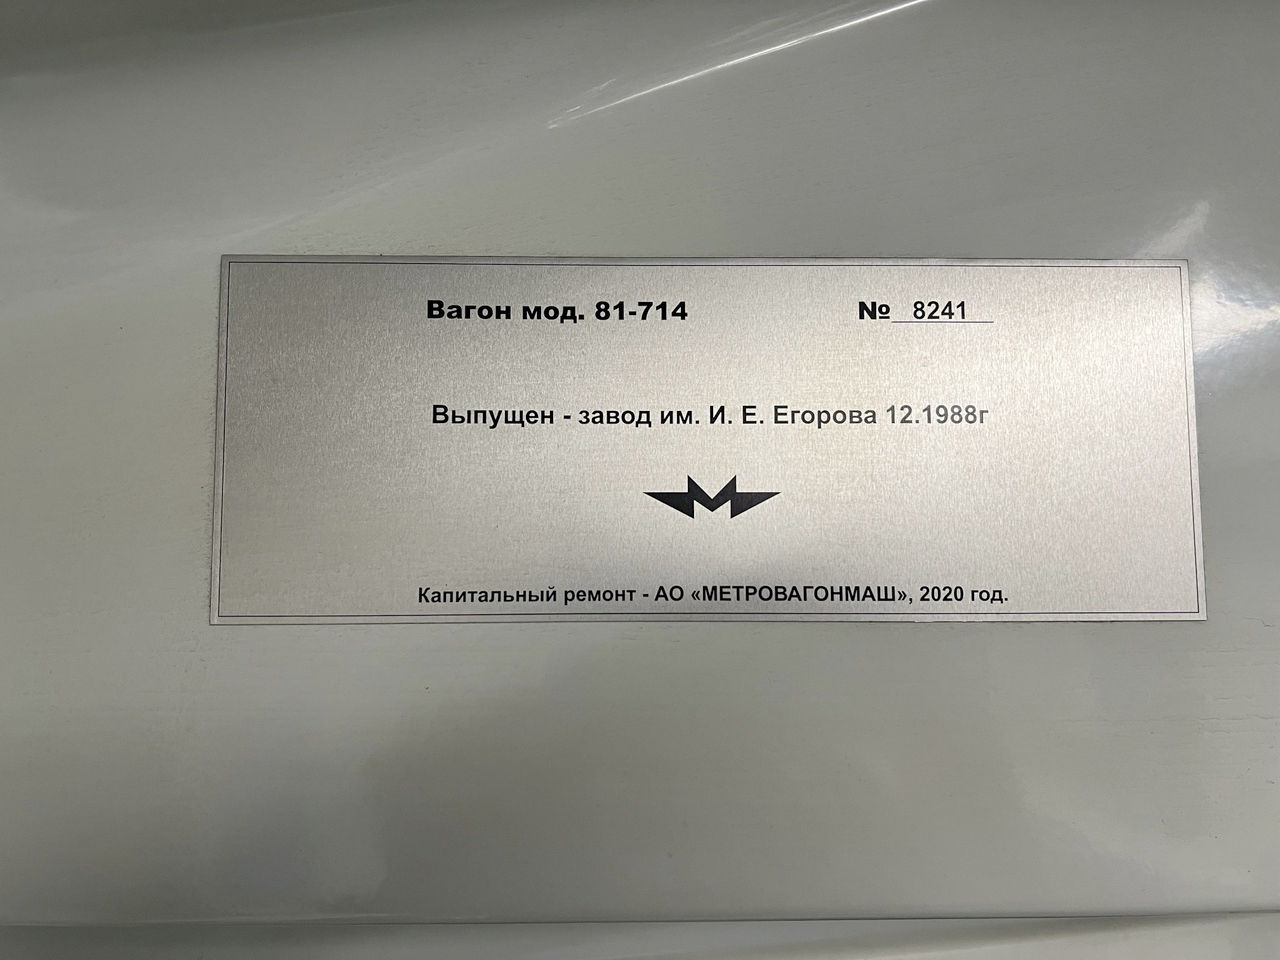 Вагон мод. 81-714 № 8241
Выпущен - завод им. И. Е. Егорова 12.1988г
Капитальный ремонт - АО «МЕТРОВАГОНМАШ», 2020 год.